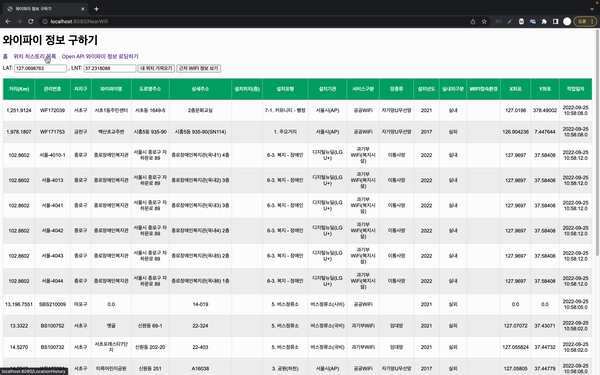 와이파이 정보 구하기
localhost:8080/NearWifi
와이파이 정보 구하기
홈 위치 히스토리 목록 Open API 와이파이 정보 로딩하기
LAT: 127.0698763 , LNT: 37.2318088 내 위치 가져오기 근처 WIFI 정보 보기
거리(Km) 관리번호 자치구 와이파이명 도로명주소 상세주소 설치위치(층) 설치유형 설치기관 서비스구분 망종류 설치년도 실내외구분 WIFI접속환경 X좌표 Y좌표 작업일자
1,251.9124 WF172039 서초구 서초1동주민센터 서초동 1649-5 2층문화교실 7-1. 커뮤니티 - 행정 서울시(AP) 공공WiFi 자가망U무선망 2021 실내 127.0196 378.49002 2022-09-25 10:58:08.0
1,978.1807 WF171753 금천구 벽산초교주변 시흥5동 935-90(SN114) 1. 주요거리 서울시(AP) 공공WiFi 자가망U무선망 2017 실외 126.904236 7.447644 2022-09-25 10:58:08.0
102.8602 서울-4010-1 종로구 종로장애인복지관 서울시 종로구 자하문로 89 종로장애인복지관(옥내1) 4층 6-3. 복지 - 장애인 디지털뉴딜(LGU+) 과기부WiFi(복지시설) 이통사망 2022 실내 127.9697 37.58408 2022-09-25 10:58:12.0
102.8602 서울-4013 종로구 종로장애인복지관 서울시 종로구 자하문로 89 종로장애인복지관(옥내2) 3층 6-3. 복지 - 장애인 디지털뉴딜(LGU+) 과기부WiFi(복지시설) 이통사망 2022 실내 127.9697 37.58408 2022-09-25 10:58:12.0
102.8602 서울-4041 종로구 종로장애인복지관 서울시 종로구 자하문로 89 종로장애인복지관(옥내3) 3층 6-3. 복지 - 장애인 디지털뉴딜(LGU+) 과기부WiFi(복지시설) 이통사망 2022 실내 127.9697 37.58408 2022-09-25 10:58:12.0
102.8602 서울-4042 종로구 종로장애인복지관 서울시 종로구 자하문로 89 종로장애인복지관(옥내4) 2층 6-3. 복지 - 장애인 디지털뉴딜(LGU+) 과기부WiFi(복지시설) 이통사망 2022 실내 127.9697 37.58408 2022-09-25 10:58:12.0
102.8602 서울-4043 종로구 종로장애인복지관 서울시 종로구 자하문로 89 종로장애인복지관(옥내5) 2층 6-3. 복지 - 장애인 디지털뉴딜(LGU+) 과기부WiFi(복지시설) 이통사망 2022 실내 127.9697 37.58408 2022-09-25 10:58:12.0
102.8602 서울-4044 종로구 종로장애인복지관 서울시 종로구 자하문로 89 종로장애인복지관(옥내6) 1층 6-3. 복지 - 장애인 디지털뉴딜(LGU+) 과기부WiFi(복지시설) 이통사망 2022 실내 127.9697 37.58408 2022-09-25 10:58:12.0
13,196.7551 SBS210009 마포구 0.0 14-019 5. 버스정류소 버스정류소(시비) 공공WiFi 2021 실외 0.0 0.0 2022-09-25 10:58:05.0
13.3322 BS100752 서초구 옛골 신원동 69-1 22-324 5. 버스정류소 버스정류소(국비) 과기부WiFi 임대망 2021 실외 127.07072 37.43071 2022-09-25 10:58:02.0
14.5270 BS100732 서초구 서초포레스타7단지 신원동 202-20 22-403 5. 버스정류소 버스정류소(국비) 과기부WiFi 임대망 2021 실외 127.055824 37.44732 2022-09-25 10:58:02.0
서초구 이륙어린이공원 신원동 251 A16038 3. 공원(하천) 서울시(AP) 공공WiFi 자가망U무선망 2017 실외 127.05805 37.44779 2022-09-25
localhost:8080/LocationHistory